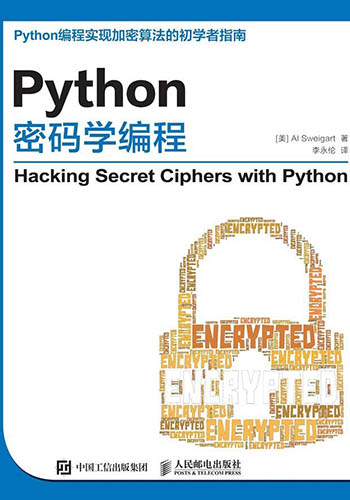 Python编程实现加密算法的初学者指南
Python
密码学编程
[美] Al Sweigart 著
李永伦 译
Hacking Secret Ciphers with Python
ENCRYPTED
ENCRYPTED
ENCRYPTED
中国工信出版集团
人民邮电出版社
POSTS & TELECOM PRESS